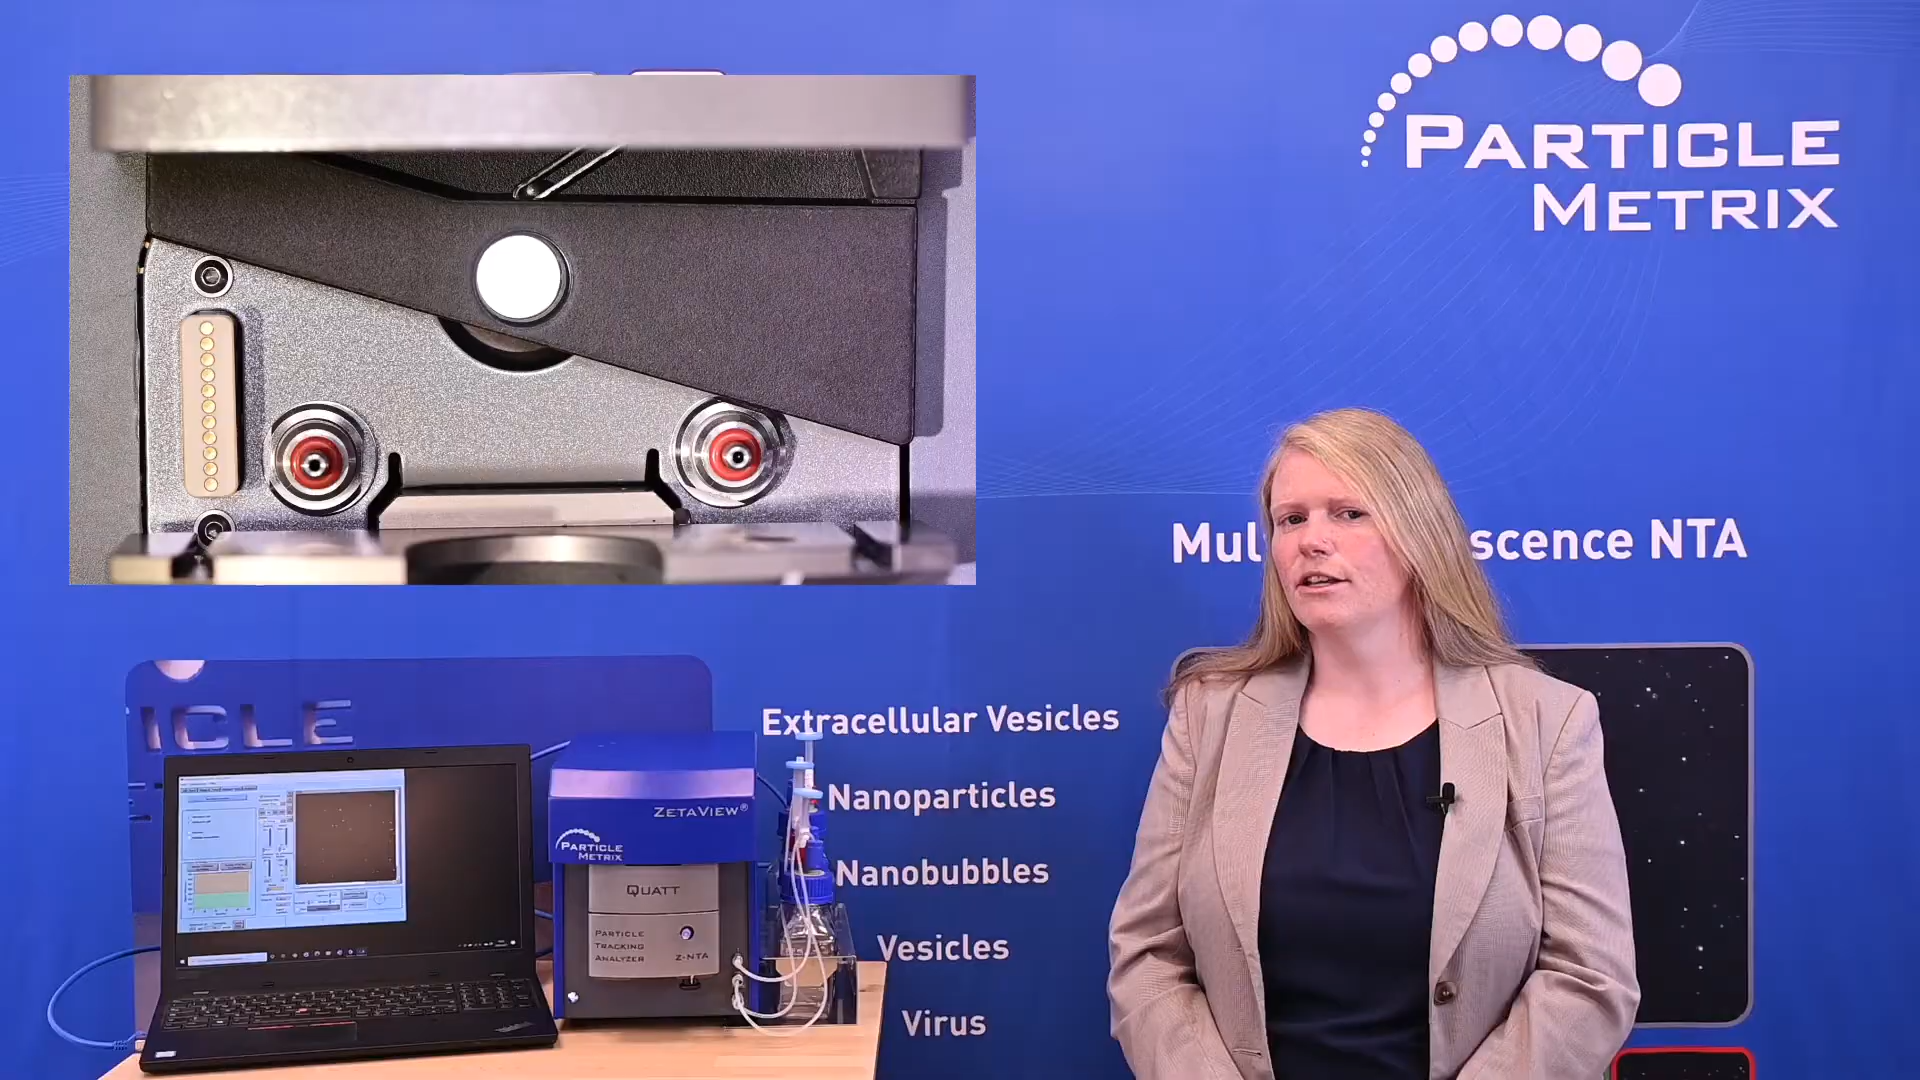 PARTICLE
METRIX
Mul scence NTA
Extracellular Vesicles
Nanoparticles
Nanobubbles
Vesicles
Virus
ICLE
ZETAVIEW®
PARTICLE
METRIX
QUATT
PARTICLE
TRACKING
ANALYZER
Z-NTA